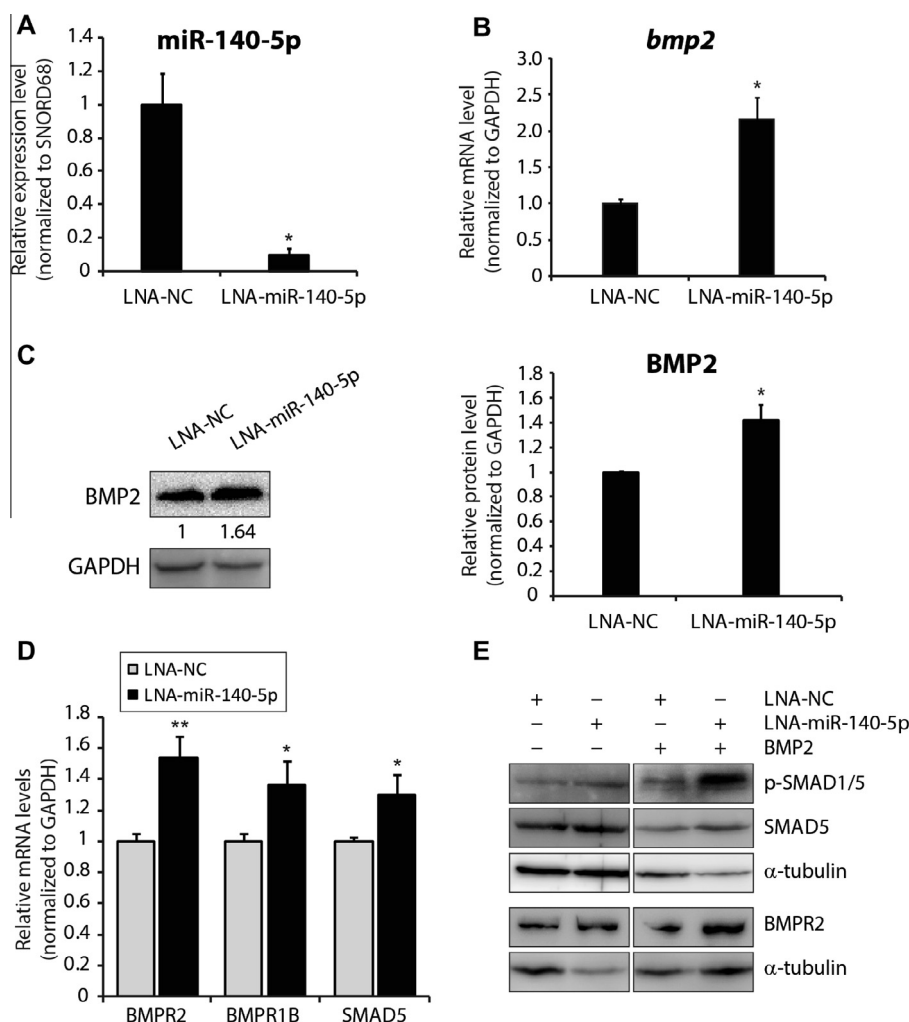 A
miR-140-5p
Relative expression level
(normalized to SNORD68)
1.4
1.2
1
0.8
0.6
0.4
0.2
0
*
LNA-NC
LNA-miR-140-5p
B
bmp2
Relative mRNA level
(normalized to GAPDH)
3.0
2.5
2.0
1.5
1.0
0.5
0.0
*
LNA-NC
LNA-miR-140-5p
C
LNA-NC
LNA-miR-140-5p
BMP2
1 1.64
GAPDH
BMP2
Relative protein level
(normalized to GAPDH)
1.8
1.6
1.4
1.2
1
0.8
0.6
0.4
0.2
0
*
LNA-NC
LNA-miR-140-5p
D
LNA-NC
LNA-miR-140-5p
Relative mRNA levels
(normalized to GAPDH)
1.8
1.6
1.4
1.2
1
0.8
0.6
0.4
0.2
0
**
*
*
BMPR2
BMPR1B
SMAD5
E
+ − + − LNA-NC
− + − + LNA-miR-140-5p
− − + + BMP2
p-SMAD1/5
SMAD5
α-tubulin
BMPR2
α-tubulin